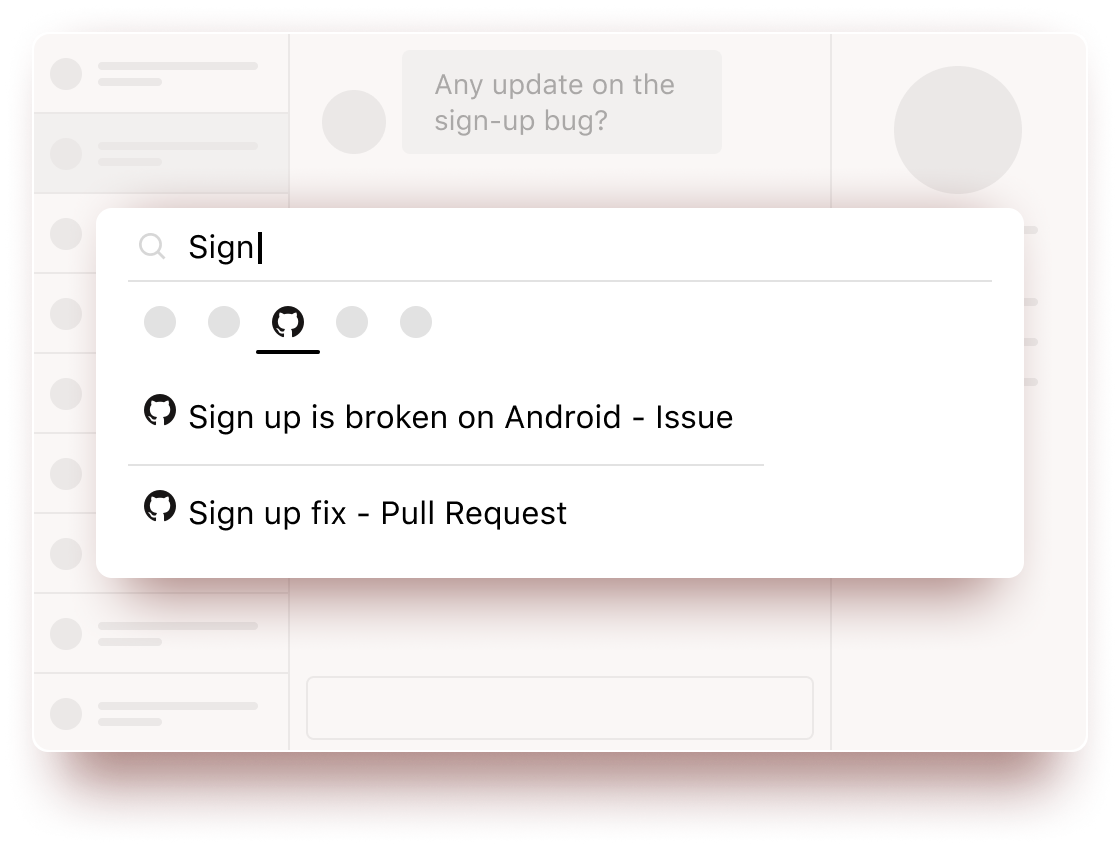 Any update on the
sign-up bug?
Sign
Sign up is broken on Android - Issue
Sign up fix - Pull Request